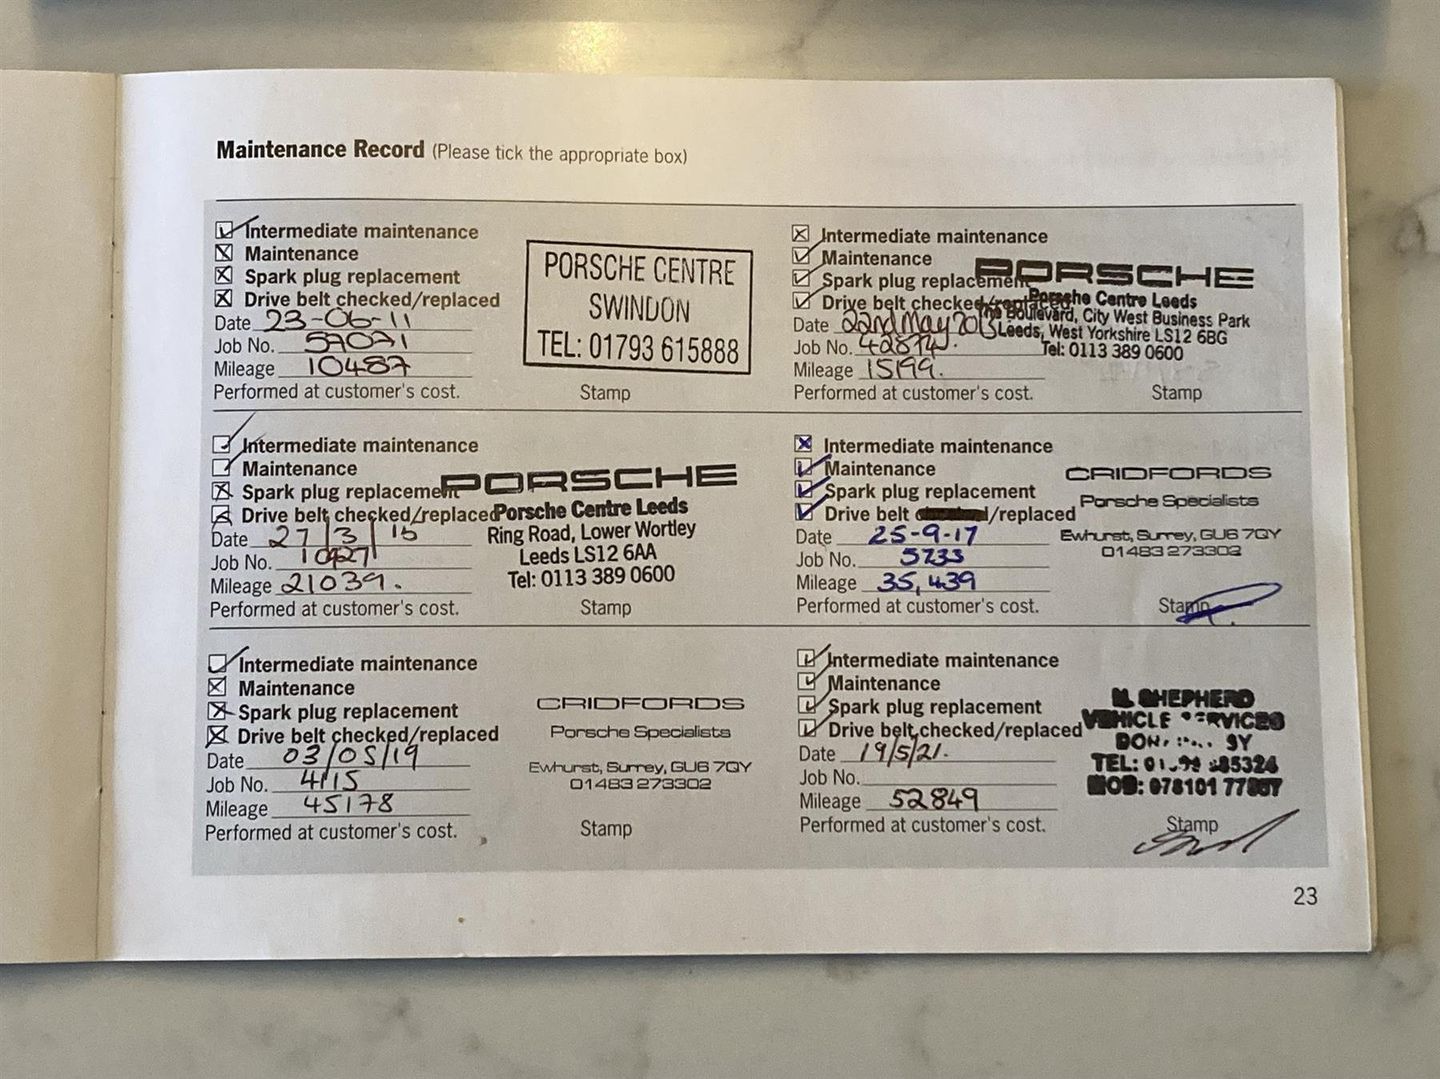 Maintenance Record (Please tick the appropriate box)
Intermediate maintenance
Maintenance
Spark plug replacement
Drive belt checked/replaced
Date 23-06-11
Job No. 59071
Mileage 10487
Performed at customer's cost.
PORSCHE CENTRE
SWINDON
TEL: 01793 615888
Stamp
Intermediate maintenance
Maintenance
Spark plug replacement
Drive belt checked/replaced
Date 22nd May 2013
Job No. 42874.
Mileage 15199.
Performed at customer's cost.
PORSCHE
Porsche Centre Leeds
The Boulevard, City West Business Park
Leeds, West Yorkshire LS12 6BG
Tel: 0113 389 0600
Stamp
Intermediate maintenance
Maintenance
Spark plug replacement
Drive belt checked/replaced
Date 27/3/15
Job No. 10427
Mileage 21039.
Performed at customer's cost.
PORSCHE
Porsche Centre Leeds
Ring Road, Lower Wortley
Leeds LS12 6AA
Tel: 0113 389 0600
Stamp
Intermediate maintenance
Maintenance
Spark plug replacement
Drive belt /replaced
Date 25-9-17
Job No. 5233
Mileage 35,439
Performed at customer's cost.
CRIDFORDS
Porsche Specialists
Ewhurst, Surrey, GU6 7QY
01483 273302
Stamp
Intermediate maintenance
Maintenance
Spark plug replacement
Drive belt checked/replaced
Date 03/05/19
Job No. 4115
Mileage 45178
Performed at customer's cost.
CRIDFORDS
Porsche Specialists
Ewhurst, Surrey, GU6 7QY
01483 273302
Stamp
Intermediate maintenance
Maintenance
Spark plug replacement
Drive belt checked/replaced
Date 19/5/21.
Job No.
Mileage 52849
Performed at customer's cost.
SHEPHERD
VEHICLE
TEL:
MOB:
Stamp
23